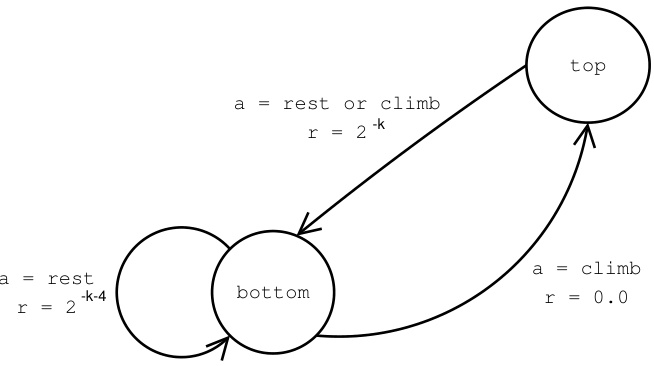 top
a = rest or climb
r = 2^-k
a = rest
r = 2^-k-4
bottom
a = climb
r = 0.0